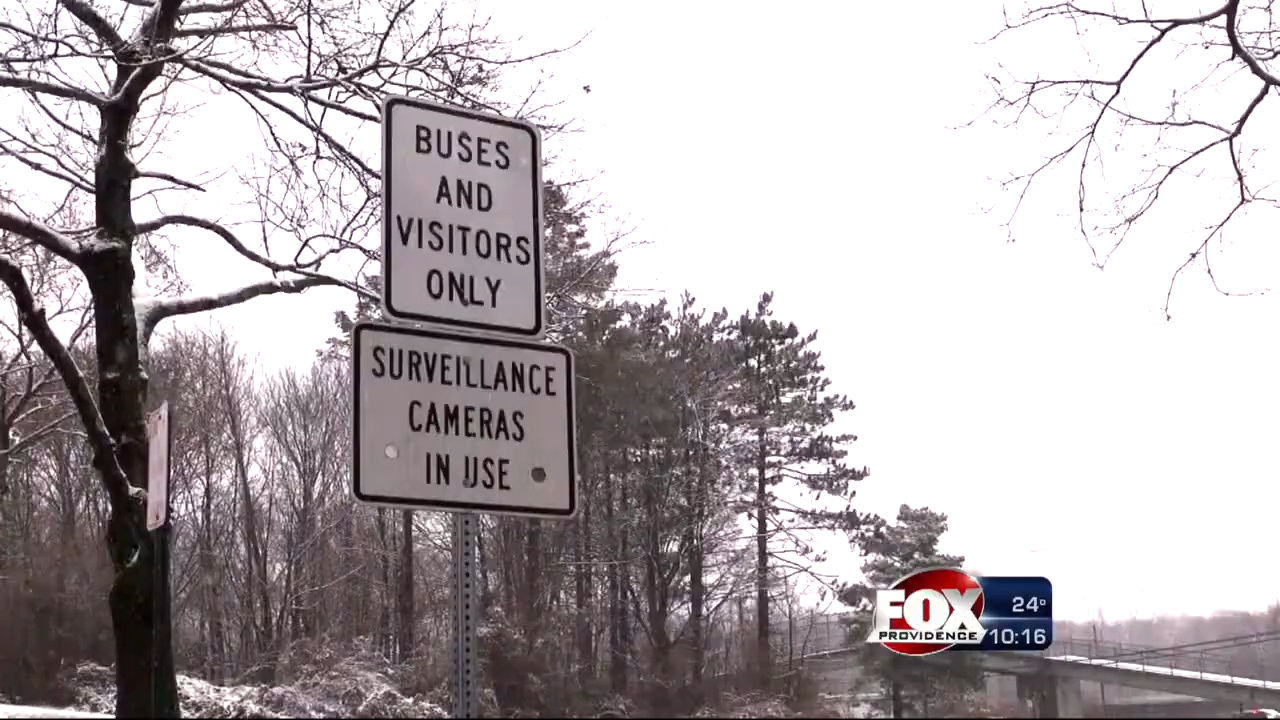 BUSES
AND
VISITORS
ONLY
SURVEILLANCE
CAMERAS
IN USE
FOX
PROVIDENCE
24°
10:16